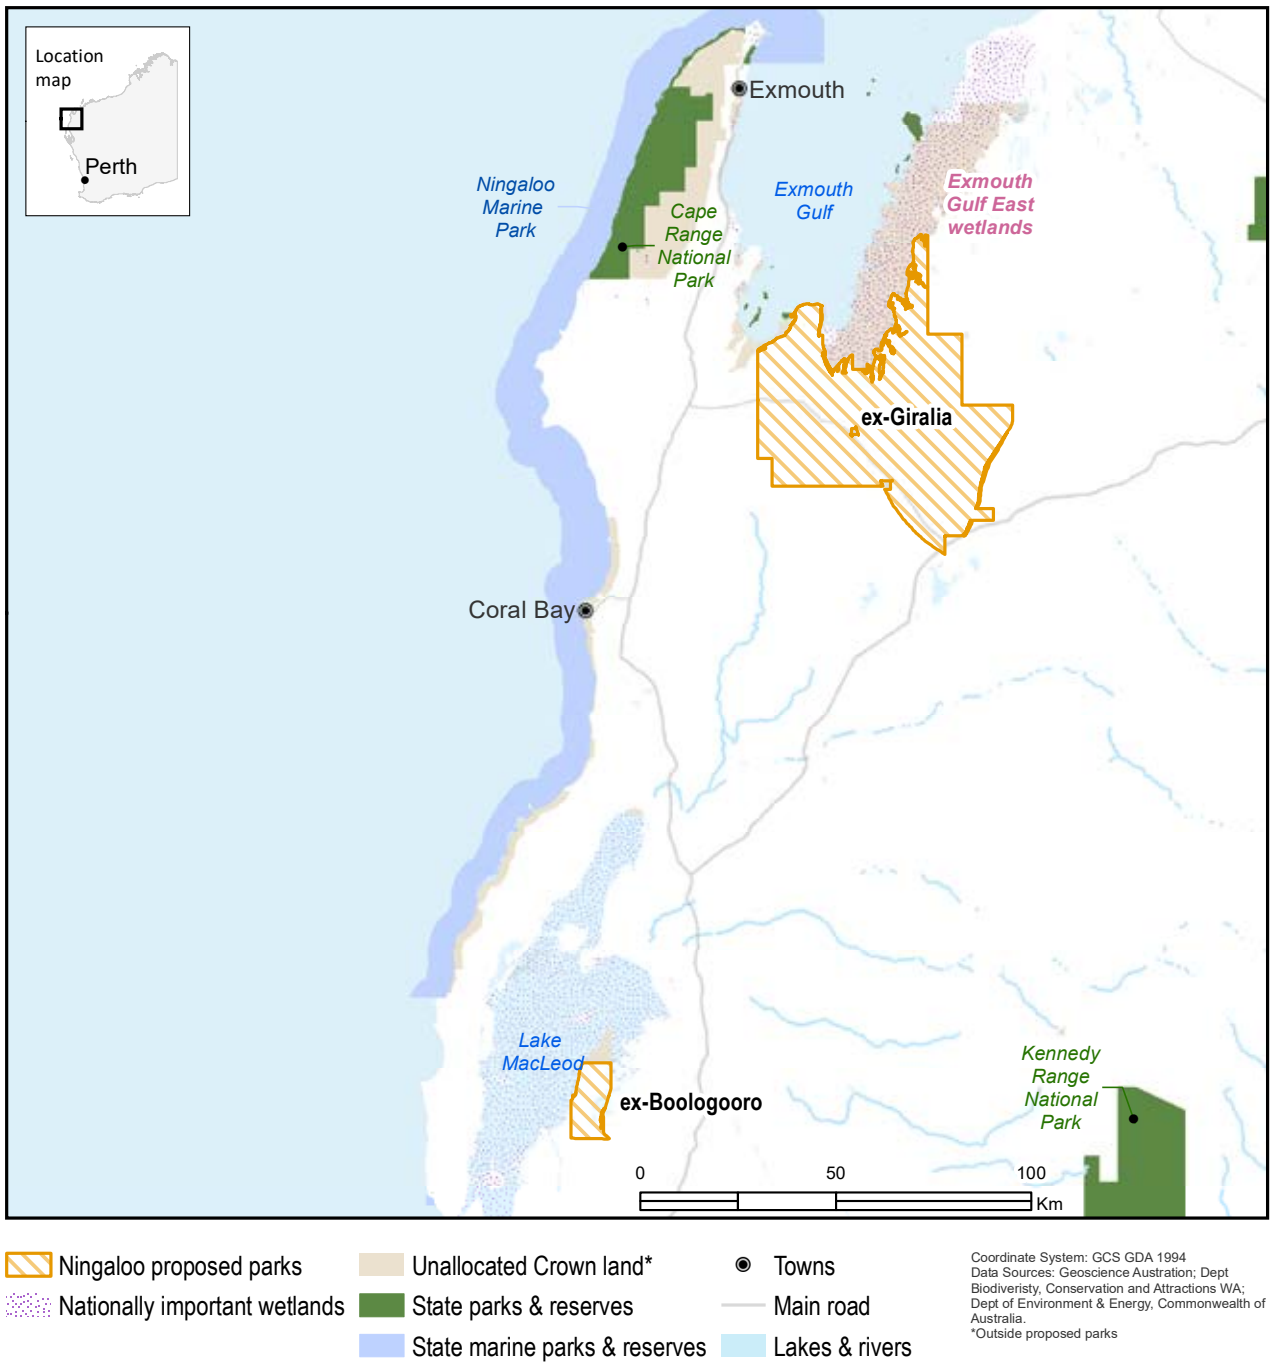 Location
map
Perth
Exmouth
Ningaloo
Marine
Park
Exmouth
Gulf
Exmouth
Gulf East
wetlands
Cape
Range
National
Park
ex-Giralia
Coral Bay
Lake
MacLeod
ex-Boologooro
Kennedy
Range
National
Park
0 50 100
Km
Ningaloo proposed parks
Nationally important wetlands
Unallocated Crown land*
State parks & reserves
State marine parks & reserves
Towns
Main road
Lakes & rivers
Coordinate System: GCS GDA 1994
Data Sources: Geoscience Austration; Dept
Biodiveristy, Conservation and Attractions WA;
Dept of Environment & Energy, Commonwealth of
Australia.
*Outside proposed parks